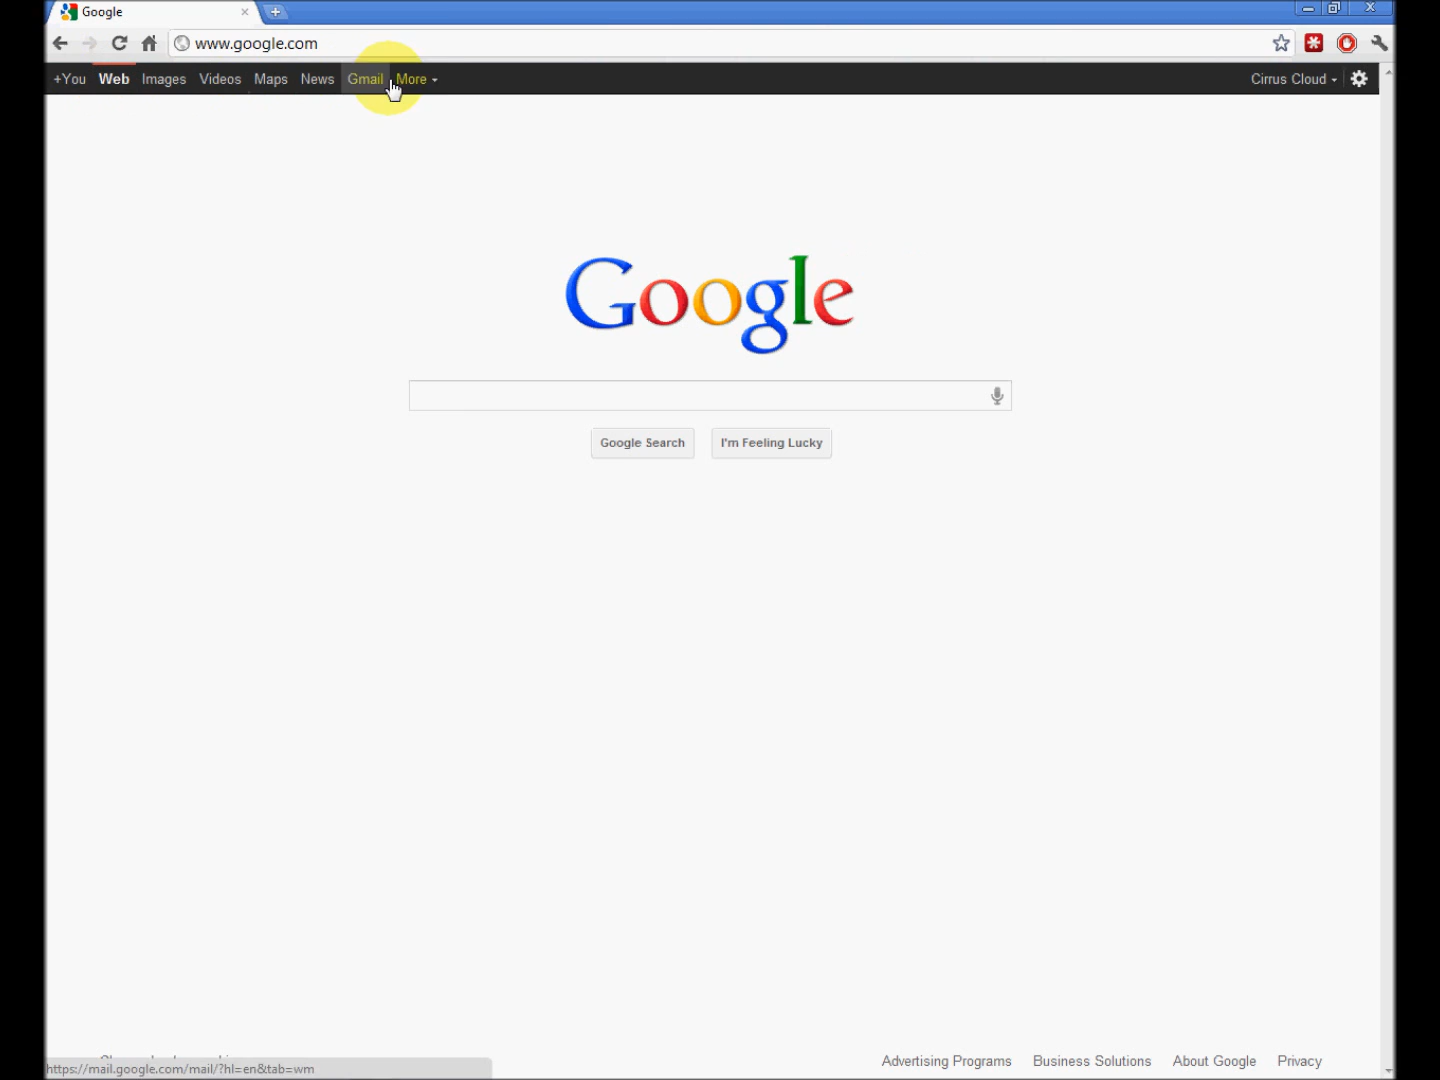 Google
www.google.com
+You Web Images Videos Maps News Gmail More Cirrus Cloud
Google
Google Search I'm Feeling Lucky
Advertising Programs Business Solutions About Google Privacy
https://mail.google.com/mail/?hl=en&tab=wm